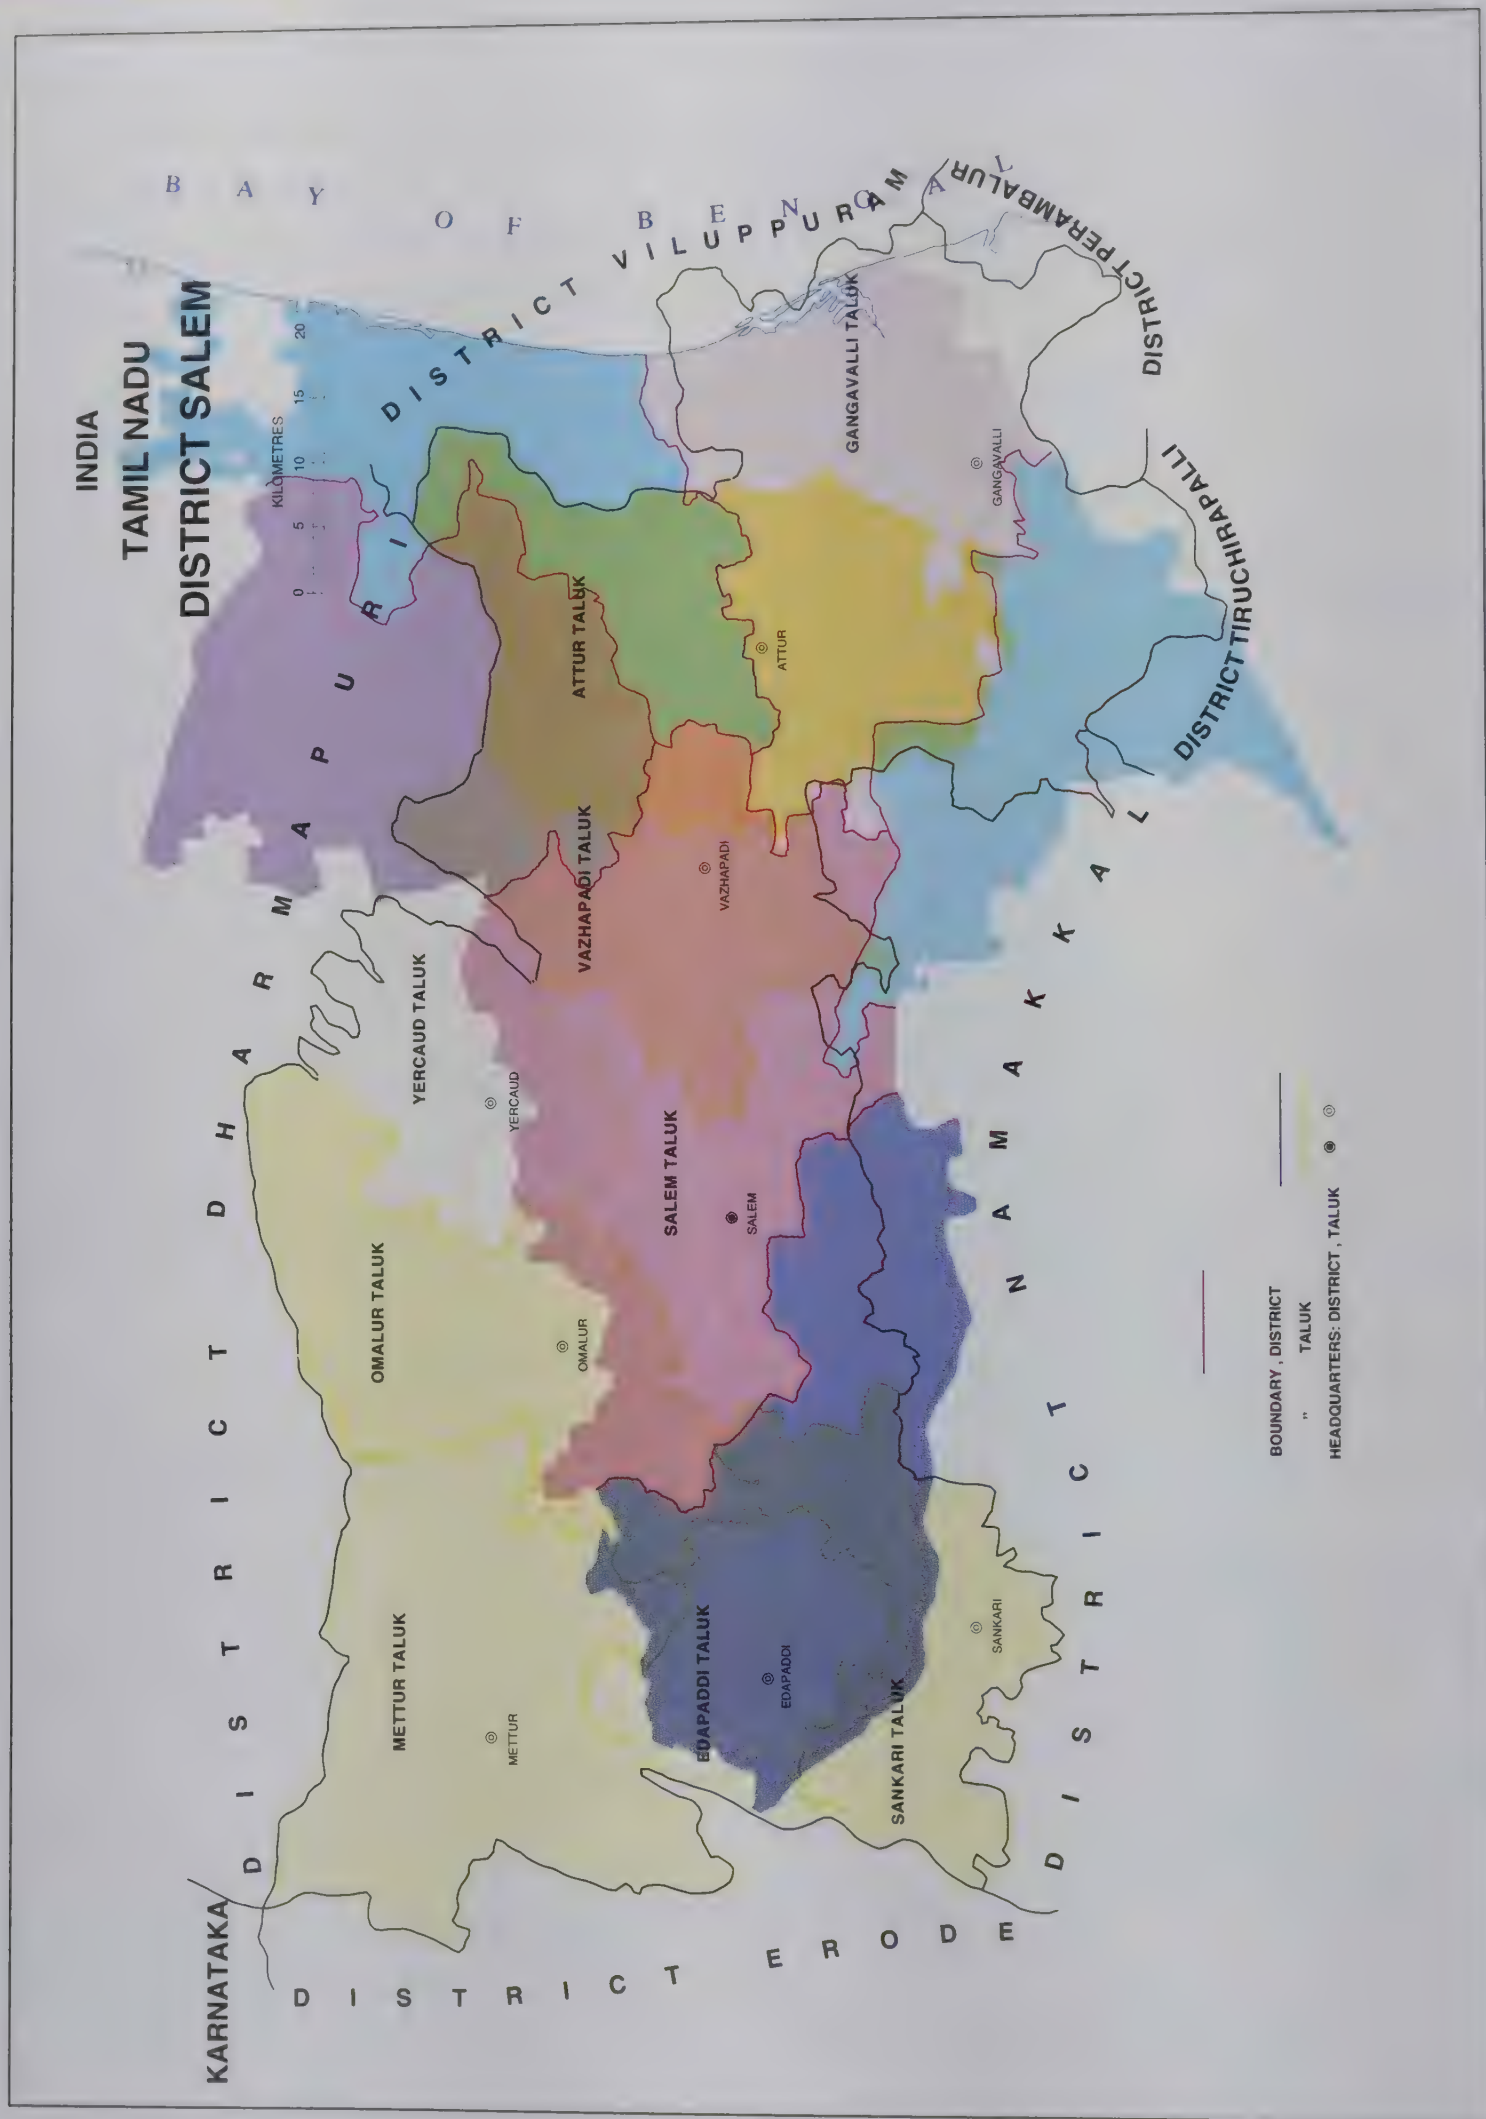 INDIA
TAMIL NADU
DISTRICT SALEM
KILOMETRES
0 5 10 15 20
BAY OF BENGAL
KARNATAKA
DISTRICT DHARMAPURI
DISTRICT VILUPPURAM
DISTRICT PERAMBALUR
DISTRICT TIRUCHIRAPALLI
DISTRICT NAMAKKAL
DISTRICT ERODE
METTUR TALUK
METTUR
OMALUR TALUK
OMALUR
YERCAUD TALUK
YERCAUD
SALEM TALUK
SALEM
VAZHAPADI TALUK
VAZHAPADI
ATTUR TALUK
ATTUR
GANGAVALLI TALUK
GANGAVALLI
EDAPADDI TALUK
EDAPADDI
SANKARI TALUK
SANKARI
BOUNDARY , DISTRICT
" TALUK
HEADQUARTERS: DISTRICT , TALUK